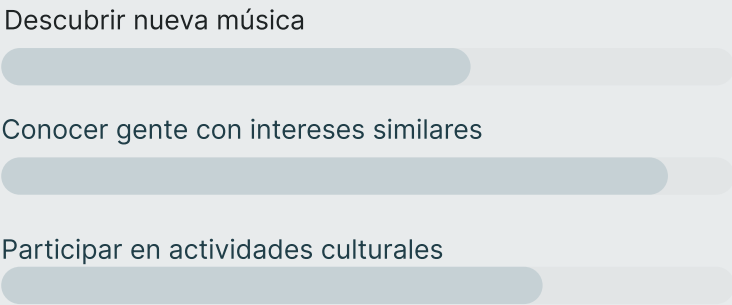 Descubrir nueva música
Conocer gente con intereses similares
Participar en actividades culturales